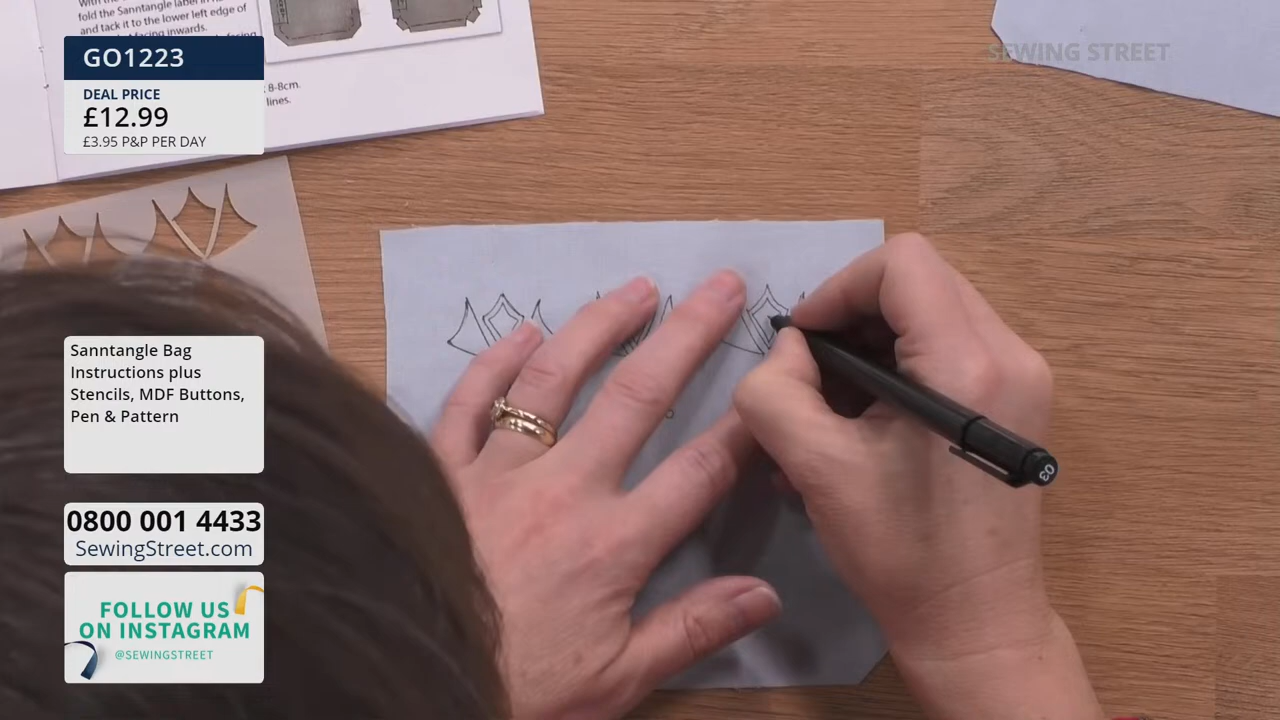 fold the Sanntangle label in
and tack it to the lower left edge of
facing inwards.
8-8cm.
lines.
GO1223
DEAL PRICE
£12.99
£3.95 P&P PER DAY
SEWING STREET
Sanntangle Bag
Instructions plus
Stencils, MDF Buttons,
Pen & Pattern
0800 001 4433
SewingStreet.com
FOLLOW US
ON INSTAGRAM
@SEWINGSTREET
03